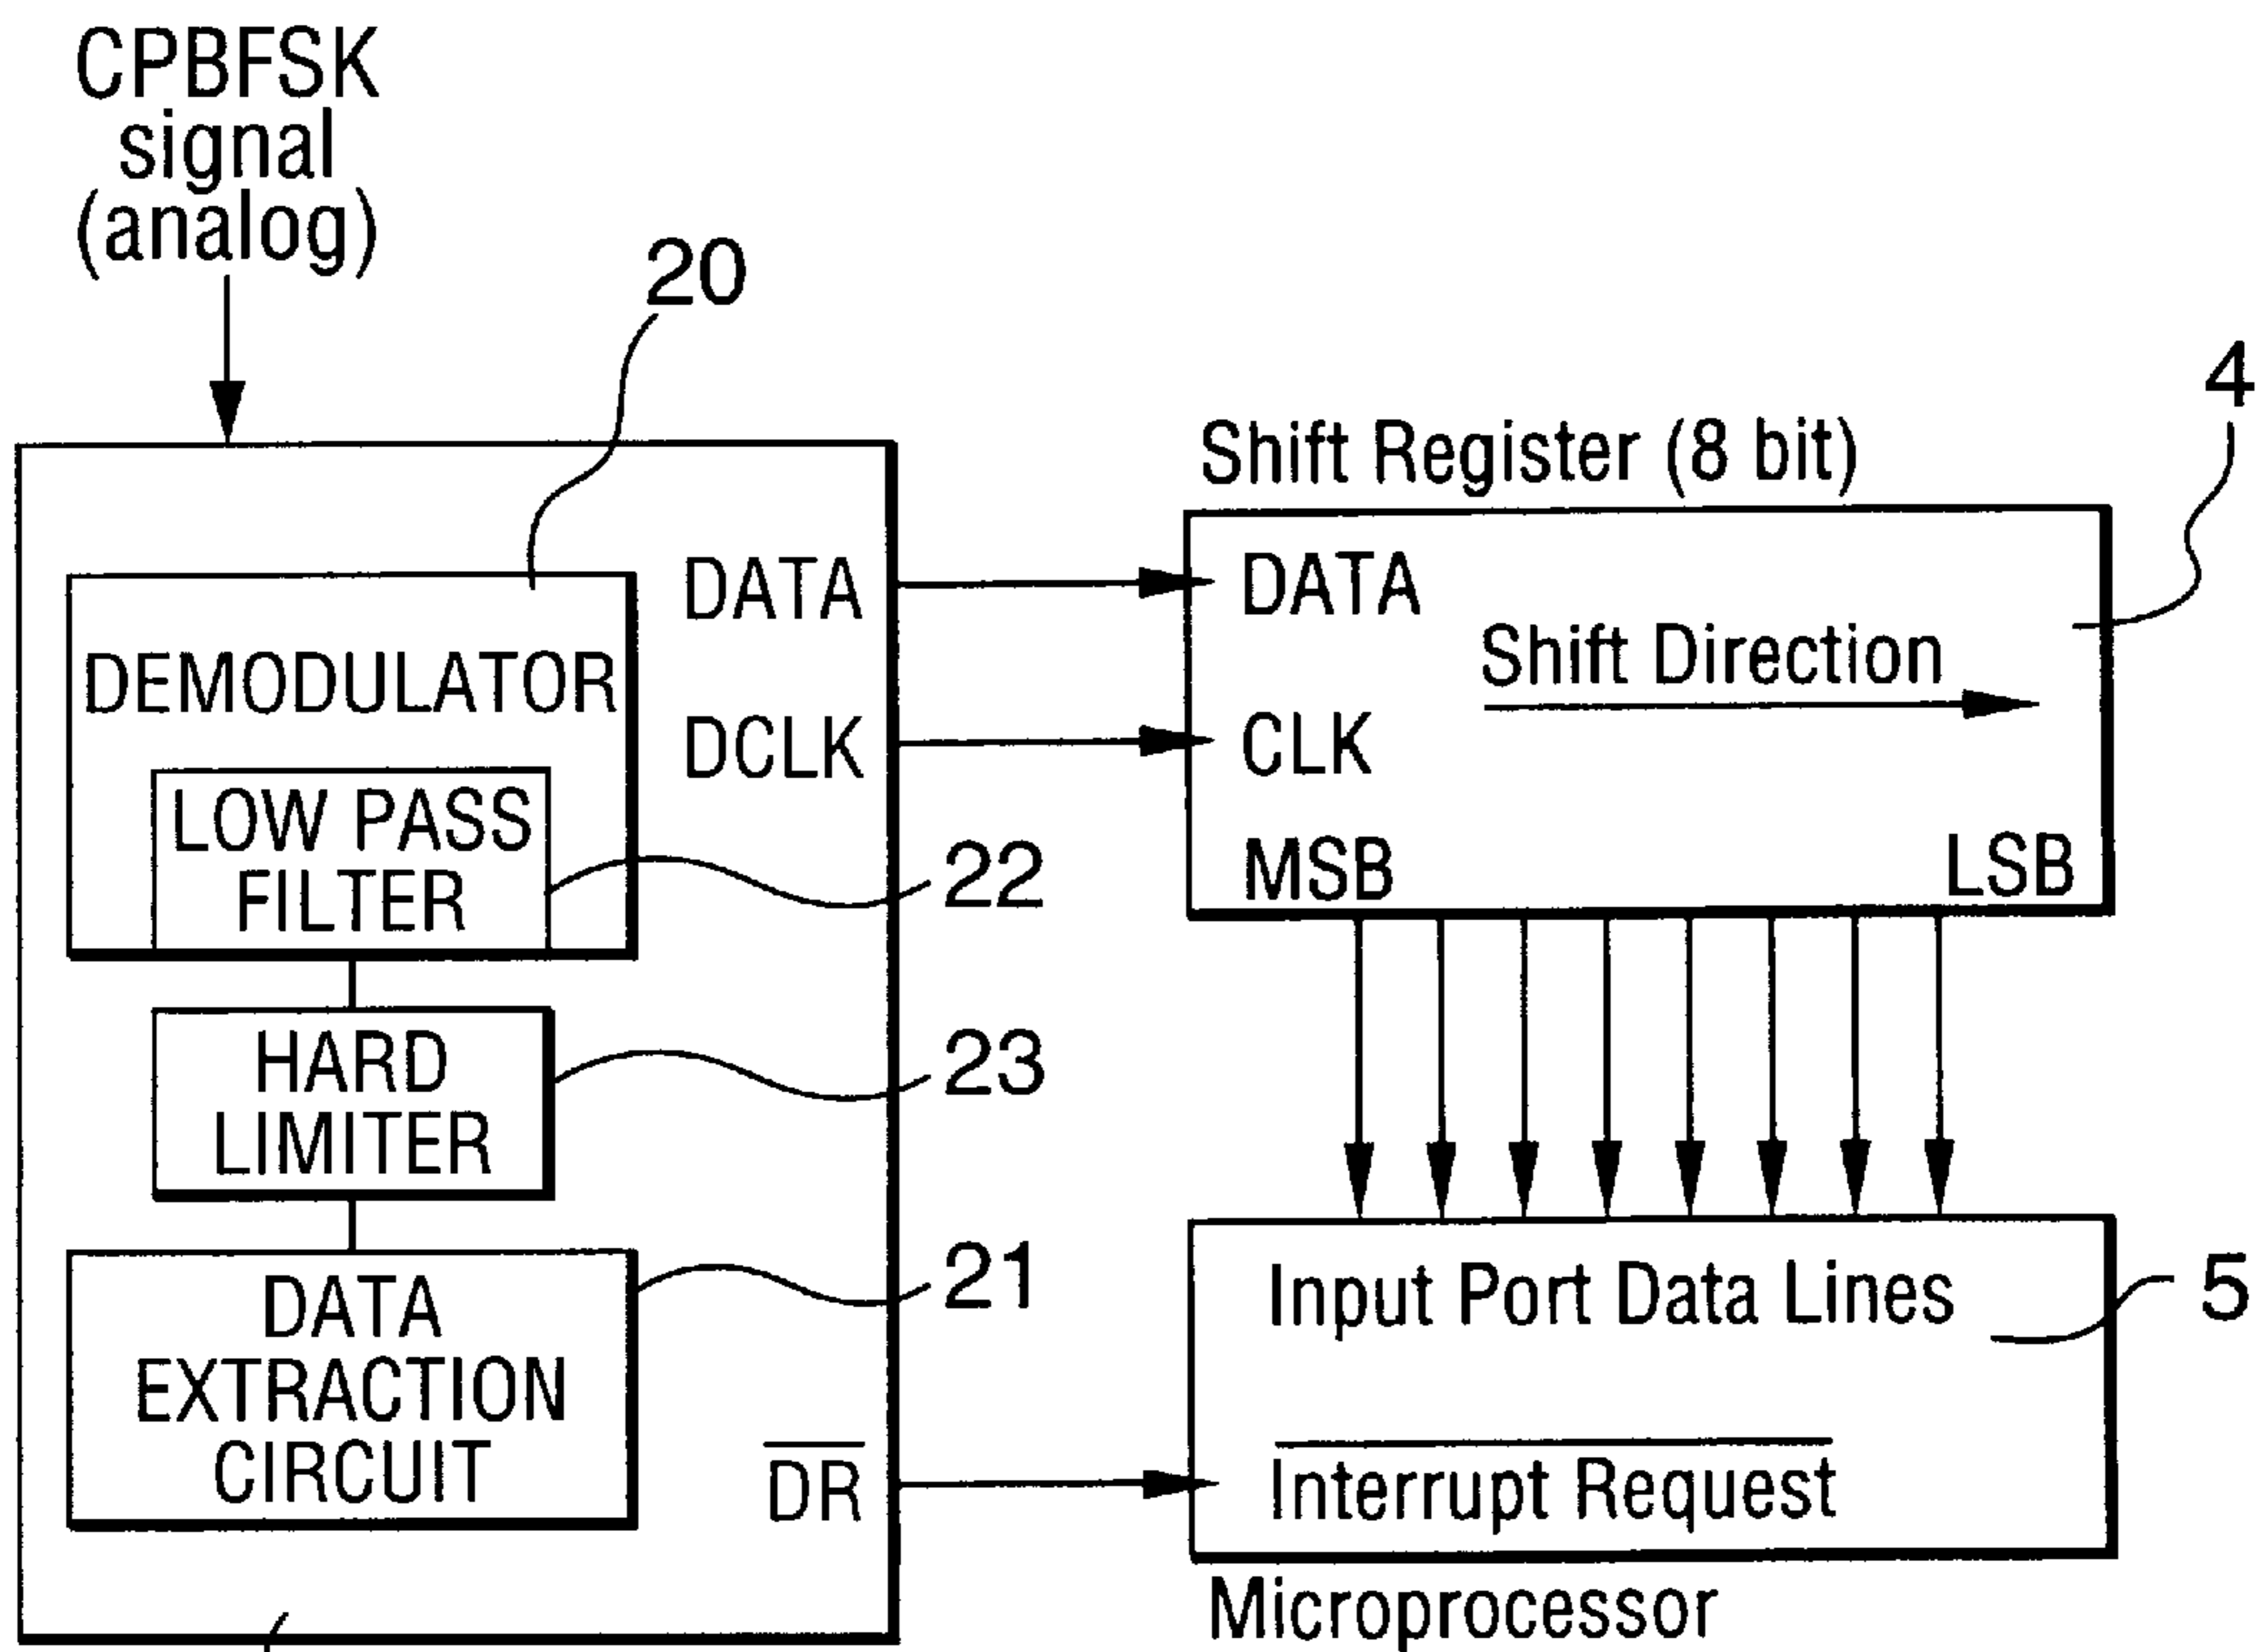 CPBFSK
signal
(analog)
20
4
Shift Register (8 bit)
DATA
DATA
DEMODULATOR
Shift Direction
DCLK
CLK
LOW PASS
FILTER
22
MSB
LSB
HARD
LIMITER
23
DATA
EXTRACTION
CIRCUIT
21
Input Port Data Lines
5
DR
Interrupt Request
Microprocessor